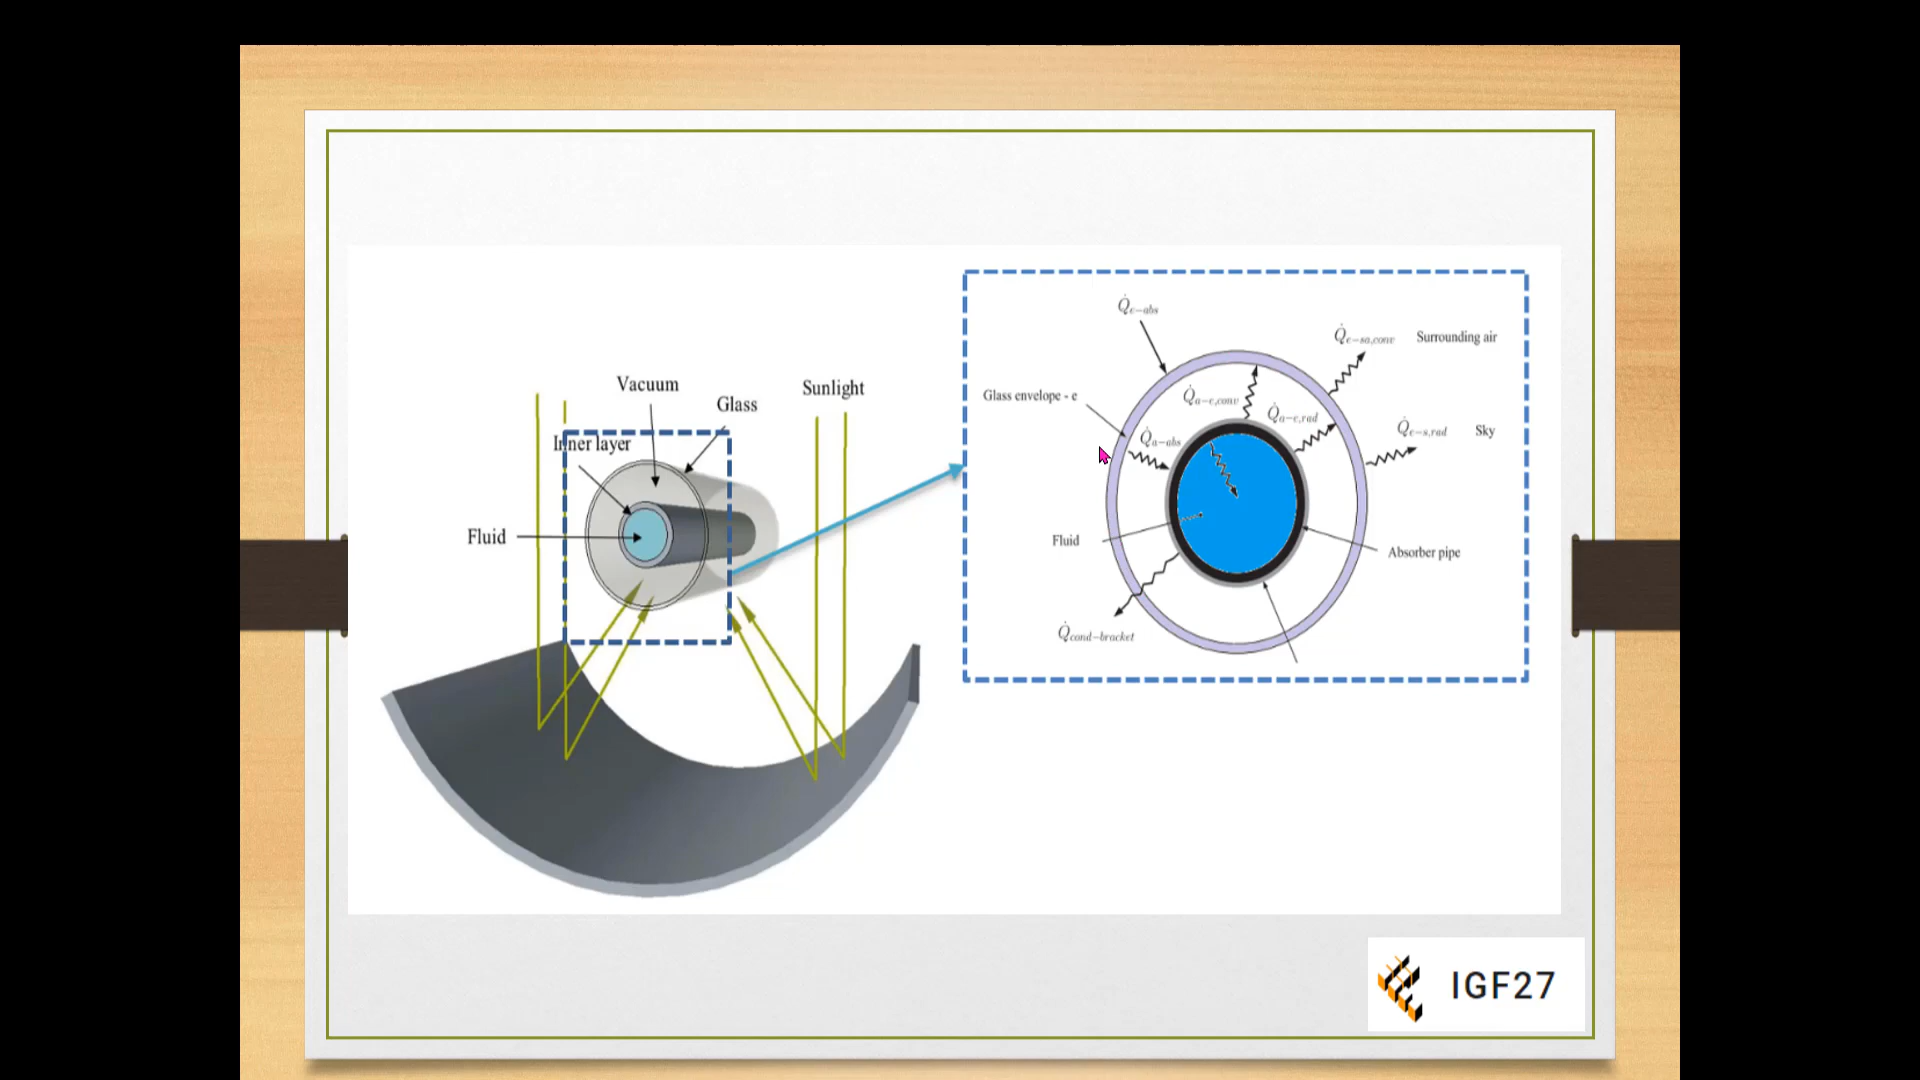 Vacuum
Glass
Sunlight
Inner layer
Fluid
Q̇e−abs
Q̇e−sa,conv
Surrounding air
Glass envelope - e
Q̇a−e,conv
Q̇a−e,rad
Q̇e−s,rad
Sky
Q̇a−abs
Fluid
Absorber pipe
Q̇cond−bracket
IGF27